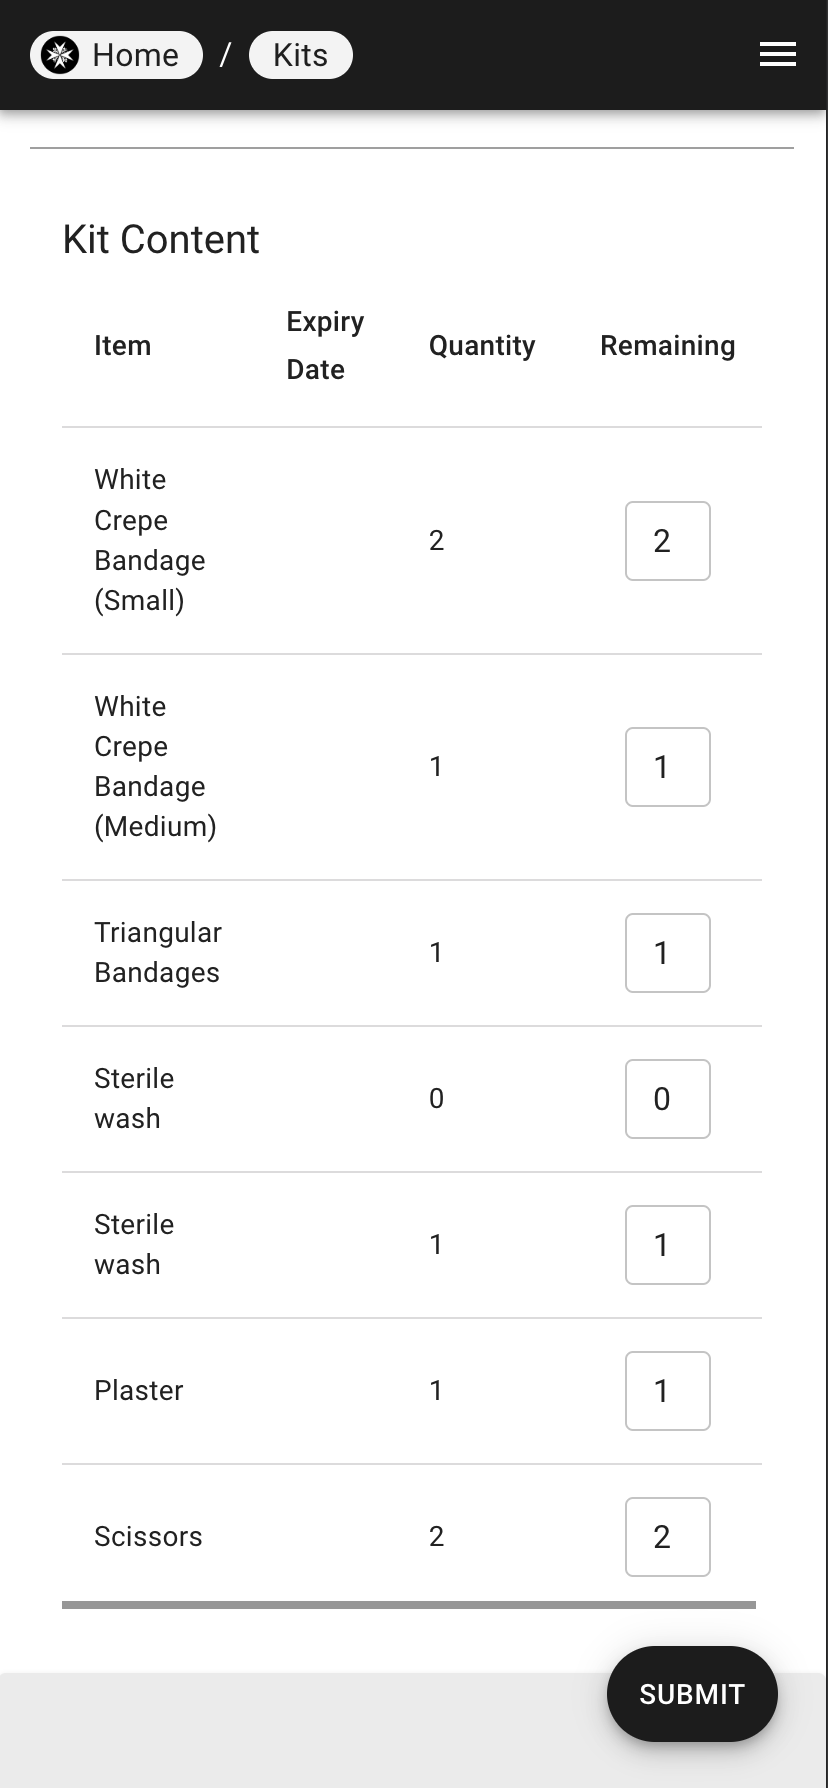 Home / Kits
Kit Content
Item Expiry Date Quantity Remaining
White
Crepe
Bandage
(Small) 2 2
White
Crepe
Bandage
(Medium) 1 1
Triangular
Bandages 1 1
Sterile
wash 0 0
Sterile
wash 1 1
Plaster 1 1
Scissors 2 2
SUBMIT